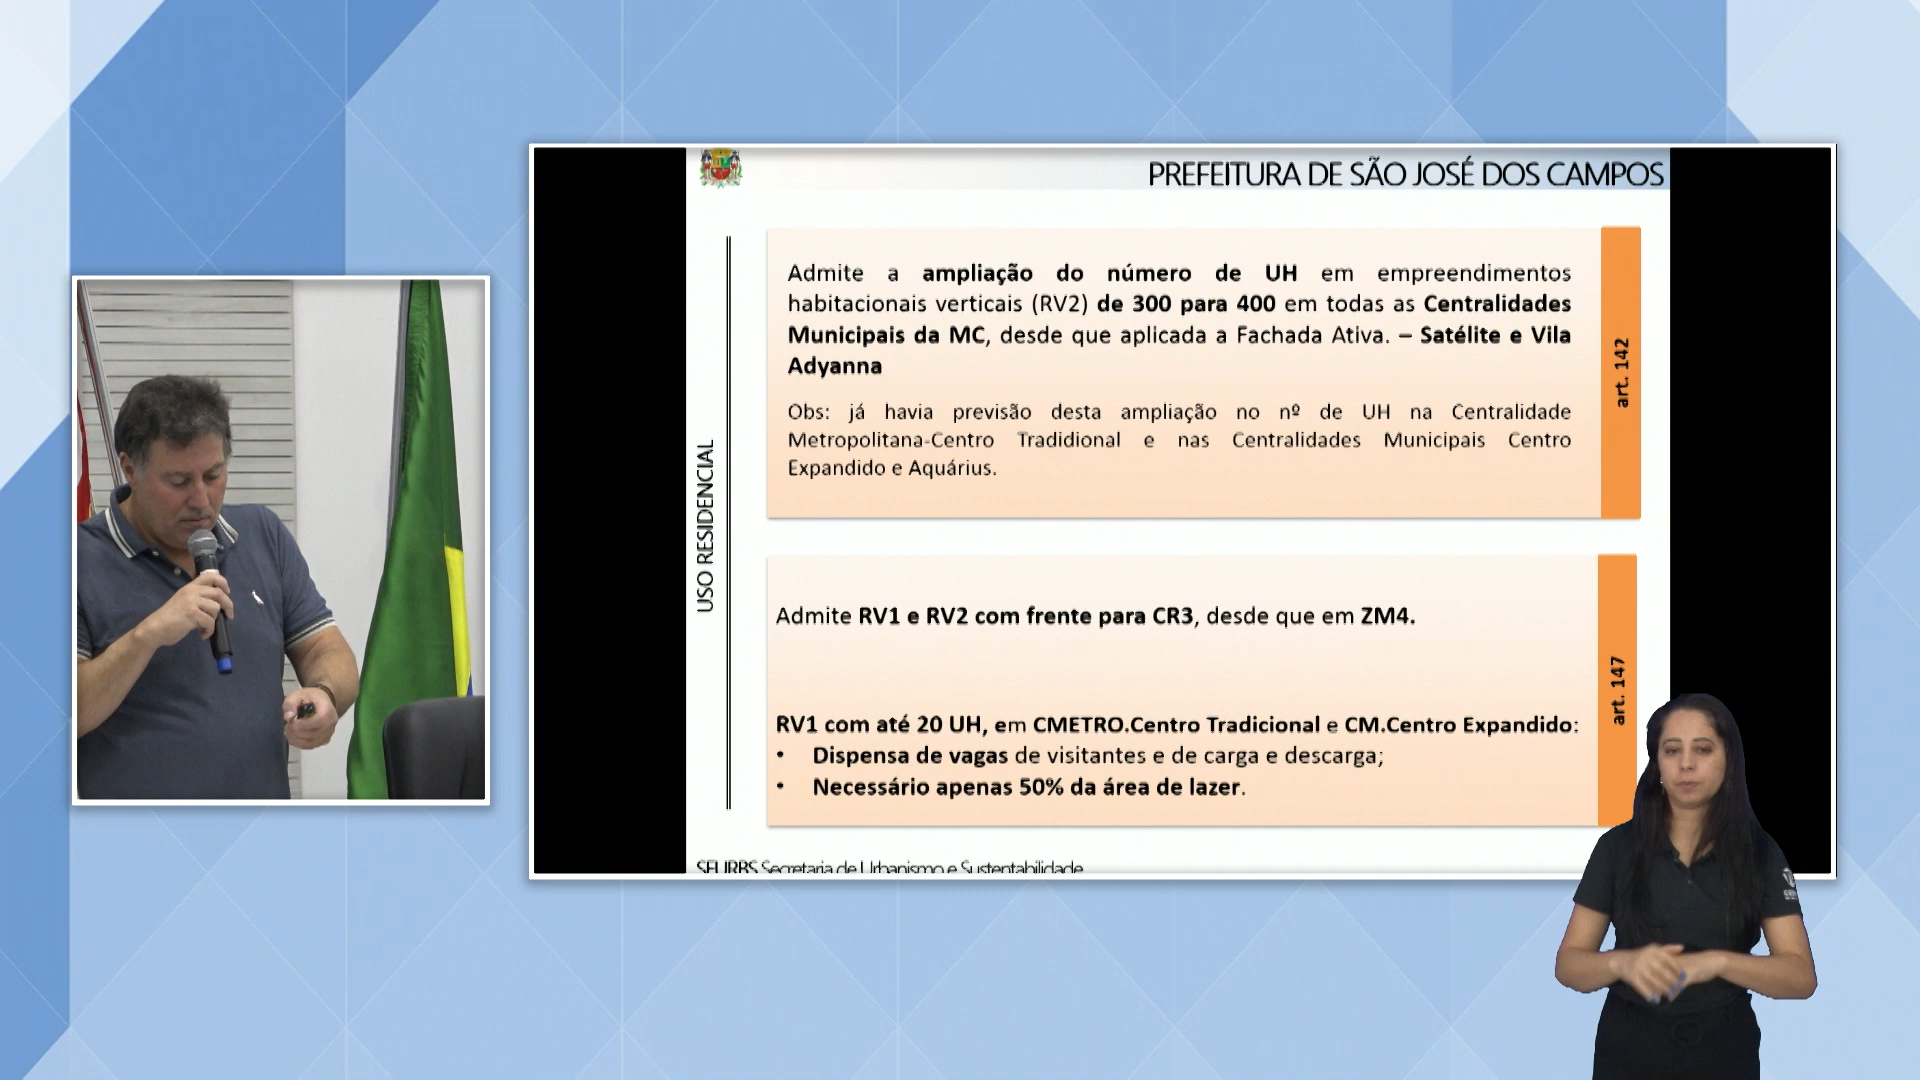 PREFEITURA DE SÃO JOSÉ DOS CAMPOS
USO RESIDENCIAL
Admite a ampliação do número de UH em empreendimentos
habitacionais verticais (RV2) de 300 para 400 em todas as Centralidades
Municipais da MC, desde que aplicada a Fachada Ativa. – Satélite e Vila
Adyanna
Obs: já havia previsão desta ampliação no nº de UH na Centralidade
Metropolitana-Centro Tradidional e nas Centralidades Municipais Centro
Expandido e Aquárius.
art. 142
Admite RV1 e RV2 com frente para CR3, desde que em ZM4.
RV1 com até 20 UH, em CMETRO.Centro Tradicional e CM.Centro Expandido:
• Dispensa de vagas de visitantes e de carga e descarga;
• Necessário apenas 50% da área de lazer.
art. 147
SEURBS Secretaria de Urbanismo e Sustentabilidade